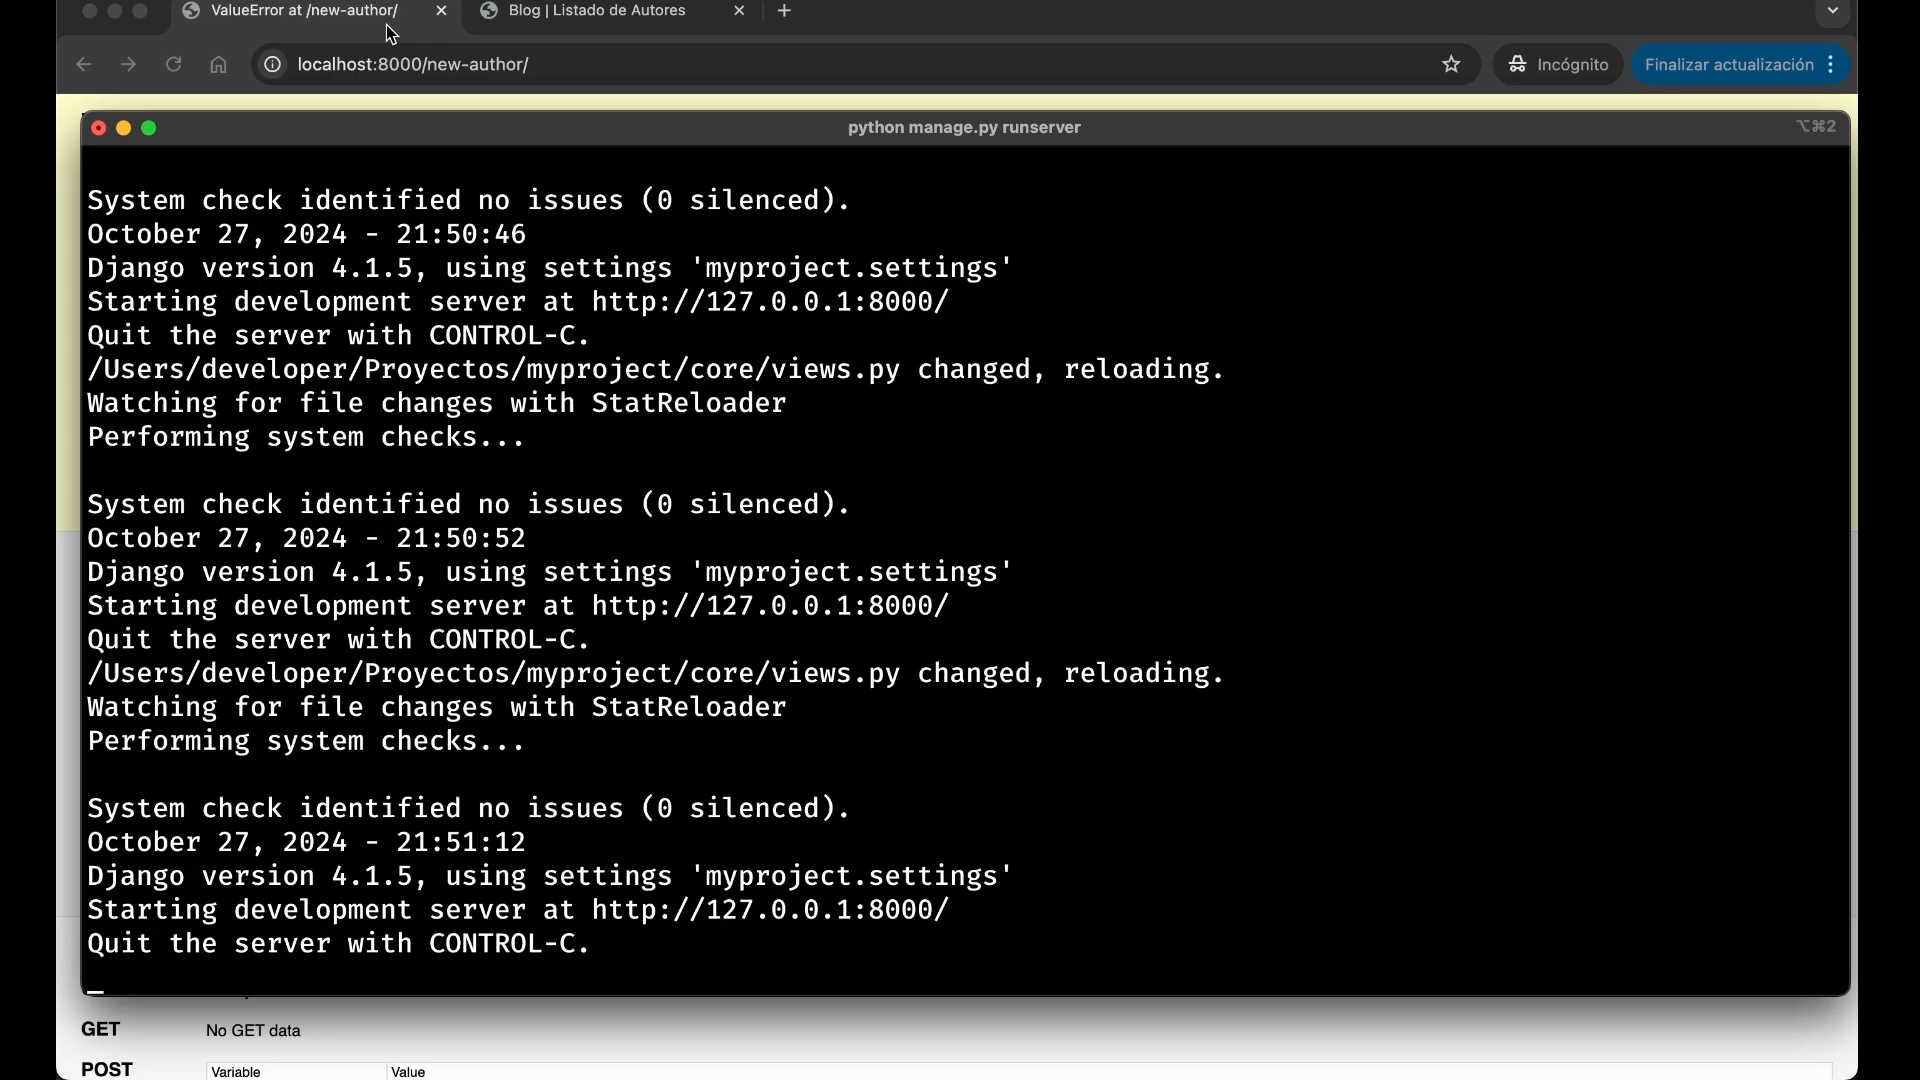 ValueError at /new-author/
Blog | Listado de Autores
localhost:8000/new-author/
Incógnito
Finalizar actualización
python manage.py runserver
⌥⌘2
System check identified no issues (0 silenced).
October 27, 2024 - 21:50:46
Django version 4.1.5, using settings 'myproject.settings'
Starting development server at http://127.0.0.1:8000/
Quit the server with CONTROL-C.
/Users/developer/Proyectos/myproject/core/views.py changed, reloading.
Watching for file changes with StatReloader
Performing system checks...
System check identified no issues (0 silenced).
October 27, 2024 - 21:50:52
Django version 4.1.5, using settings 'myproject.settings'
Starting development server at http://127.0.0.1:8000/
Quit the server with CONTROL-C.
/Users/developer/Proyectos/myproject/core/views.py changed, reloading.
Watching for file changes with StatReloader
Performing system checks...
System check identified no issues (0 silenced).
October 27, 2024 - 21:51:12
Django version 4.1.5, using settings 'myproject.settings'
Starting development server at http://127.0.0.1:8000/
Quit the server with CONTROL-C.
GET
No GET data
POST
Variable
Value